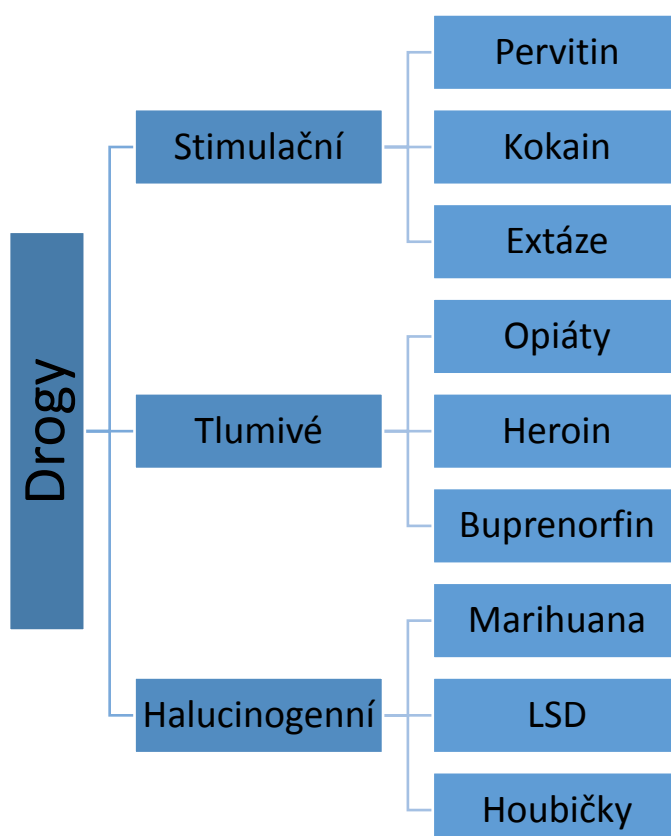 Drogy
Stimulační
Pervitin
Kokain
Extáze
Tlumivé
Opiáty
Heroin
Buprenorfin
Halucinogenní
Marihuana
LSD
Houbičky